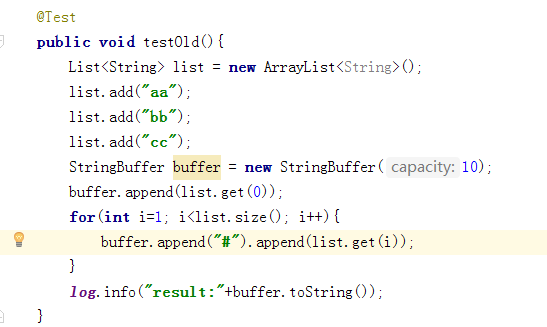 @Test
public void testOld(){
List<String> list = new ArrayList<String>();
list.add("aa");
list.add("bb");
list.add("cc");
StringBuffer buffer = new StringBuffer( capacity: 10);
buffer.append(list.get(0));
for(int i=1; i<list.size(); i++){
buffer.append("#").append(list.get(i));
}
log.info("result:"+buffer.toString());
}